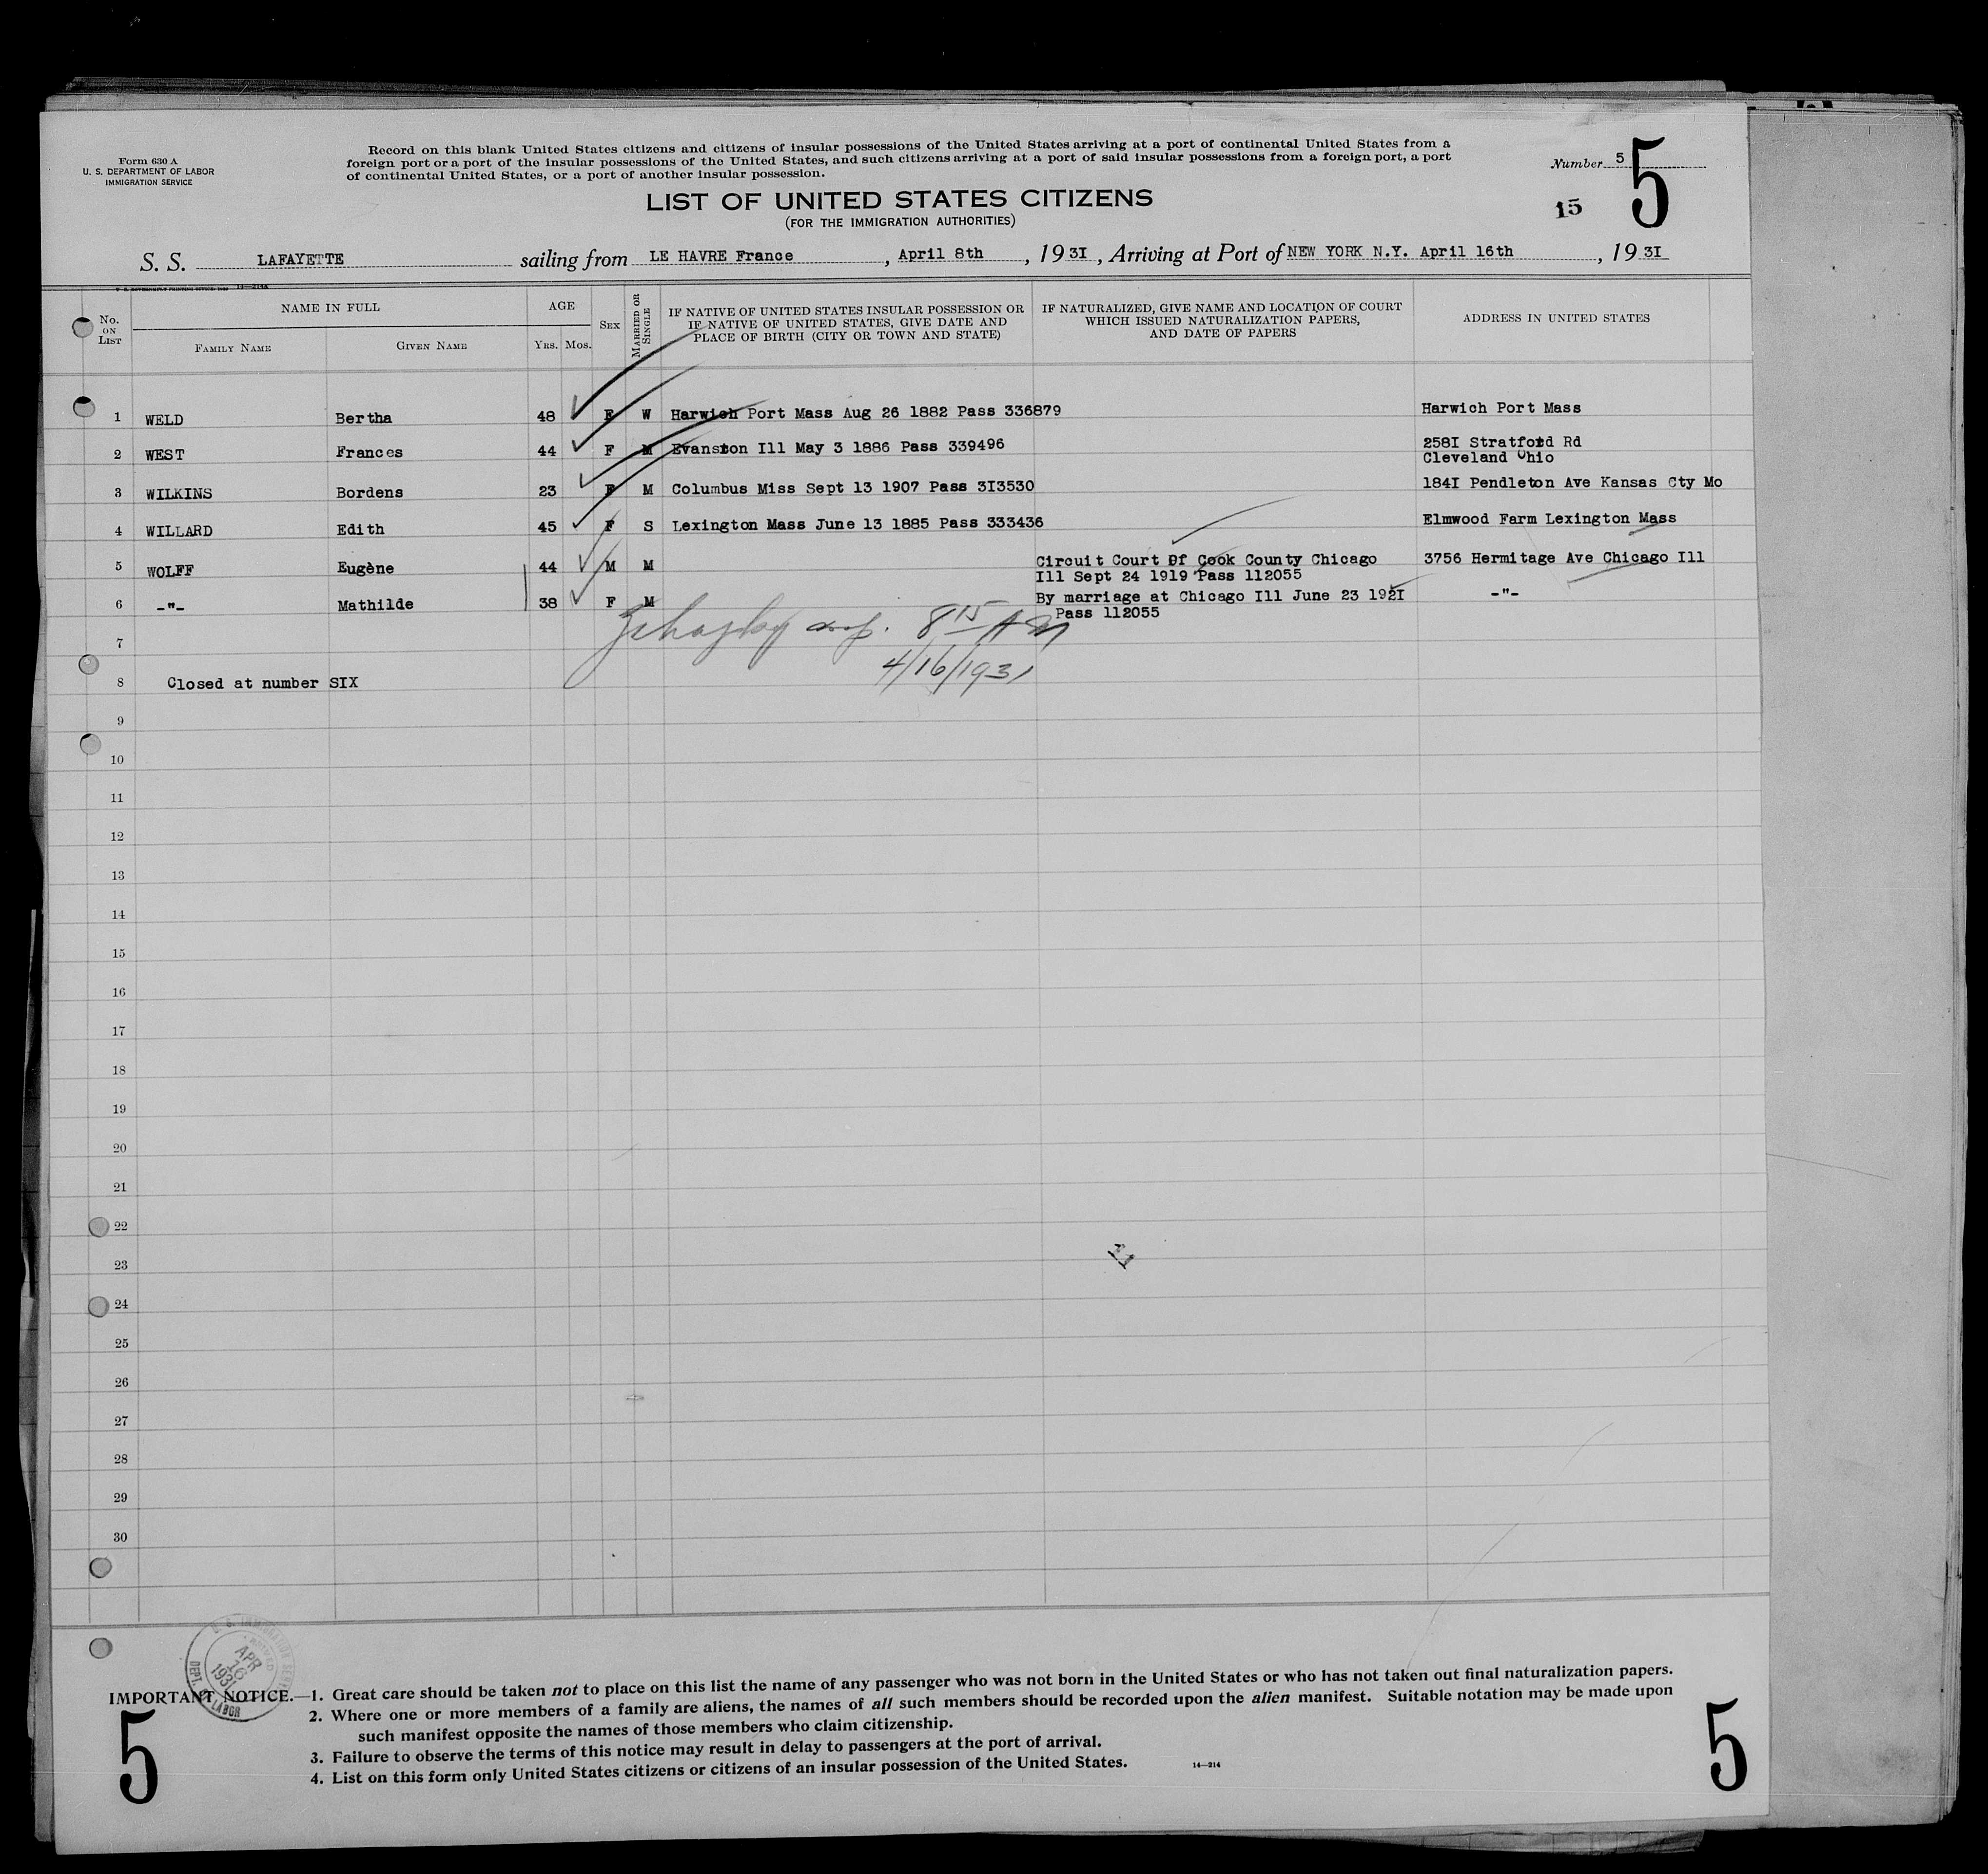 Form 630 A
U. S. DEPARTMENT OF LABOR
IMMIGRATION SERVICE
Record on this blank United States citizens and citizens of insular possessions of the United States arriving at a port of continental United States from a
foreign port or a port of the insular possessions of the United States, and such citizens arriving at a port of said insular possessions from a foreign port, a port
of continental United States, or a port of another insular possession.
Number 5
5
15
LIST OF UNITED STATES CITIZENS
(FOR THE IMMIGRATION AUTHORITIES)
S. S. LAFAYETTE sailing from LE HAVRE France, April 8th, 1931, Arriving at Port of NEW YORK N.Y. April 16th, 1931
No. ON LIST
NAME IN FULL
FAMILY NAME
GIVEN NAME
AGE
YRS. MOS.
SEX
MARRIED OR SINGLE
IF NATIVE OF UNITED STATES INSULAR POSSESSION OR
IF NATIVE OF UNITED STATES, GIVE DATE AND
PLACE OF BIRTH (CITY OR TOWN AND STATE)
IF NATURALIZED, GIVE NAME AND LOCATION OF COURT
WHICH ISSUED NATURALIZATION PAPERS,
AND DATE OF PAPERS
ADDRESS IN UNITED STATES
1 WELD Bertha 48 F W Harwich Port Mass Aug 26 1882 Pass 336879 Harwich Port Mass
2 WEST Frances 44 F M Evanston Ill May 3 1886 Pass 339496 258I Stratford Rd
Cleveland Ohio
3 WILKINS Bordens 23 F M Columbus Miss Sept 13 1907 Pass 3I3530 184I Pendleton Ave Kansas Cty Mo
4 WILLARD Edith 45 F S Lexington Mass June 13 1885 Pass 333436 Elmwood Farm Lexington Mass
5 WOLFF Eugène 44 M M Circuit Court Of Cook County Chicago 3756 Hermitage Ave Chicago Ill
Ill Sept 24 1919 Pass 112055
6 -"- Mathilde 38 F M By marriage at Chicago Ill June 23 192I -"-
Pass 112055
8 15 AM
7
4/16/1931
8 Closed at number SIX
9
10
11
12
13
14
15
16
17
18
19
20
21
22
23
24
25
26
27
28
29
30
APR
16
1931
DEPT. OF LABOR
IMPORTANT NOTICE.—1. Great care should be taken not to place on this list the name of any passenger who was not born in the United States or who has not taken out final naturalization papers.
2. Where one or more members of a family are aliens, the names of all such members should be recorded upon the alien manifest. Suitable notation may be made upon
such manifest opposite the names of those members who claim citizenship.
3. Failure to observe the terms of this notice may result in delay to passengers at the port of arrival.
4. List on this form only United States citizens or citizens of an insular possession of the United States.
14—214
5
5